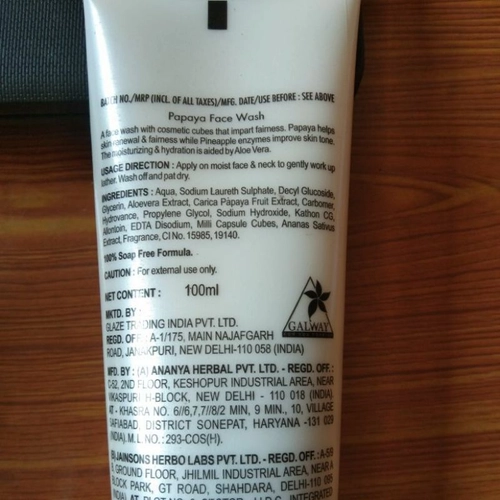 BATCH NO./MRP (INCL. OF ALL TAXES)/MFG. DATE/USE BEFORE : SEE ABOVE
Papaya Face Wash
A face wash with cosmetic cubes that impart fairness. Papaya helps
skin renewal & fairness while Pineapple enzymes improve skin tone.
The moisturizing & hydration is aided by Aloe Vera.
USAGE DIRECTION : Apply on moist face & neck to gently work up
lather. Wash off and pat dry.
INGREDIENTS : Aqua, Sodium Laureth Sulphate, Decyl Glucoside,
Glycerin, Aloevera Extract, Carica Papaya Fruit Extract, Carbomer,
Hydrovance, Propylene Glycol, Sodium Hydroxide, Kathon CG,
Allontoin, EDTA Disodium, Milli Capsule Cubes, Ananas Sativus
Extract, Fragrance, CI No. 15985, 19140.
100% Soap Free Formula.
CAUTION : For external use only.
NET CONTENT : 100ml
MKTD. BY :
GLAZE TRADING INDIA PVT. LTD.
REGD. OFF. : A-1/175, MAIN NAJAFGARH
ROAD, JANAKPURI, NEW DELHI-110 058 (INDIA)
GALWAY
MFD. BY : (A) ANANYA HERBAL PVT. LTD. - REGD. OFF. :
C-52, 2ND FLOOR, KESHOPUR INDUSTRIAL AREA, NEAR
VIKASPURI H-BLOCK, NEW DELHI - 110 018 (INDIA).
AT - KHASRA NO. 6//6,7,7//8/2 MIN, 9 MIN., 10, VILLAGE
SAFIABAD, DISTRICT SONEPAT, HARYANA -131 029
(INDIA). M.L NO.:293-COS(H).
(B)JAINSONS HERBO LABS PVT. LTD. - REGD. OFF. :A-5/9
GROUND FLOOR, JHILMIL INDUSTRIAL AREA, NEAR A
BLOCK PARK, GT ROAD, SHAHDARA, DELHI-110 095